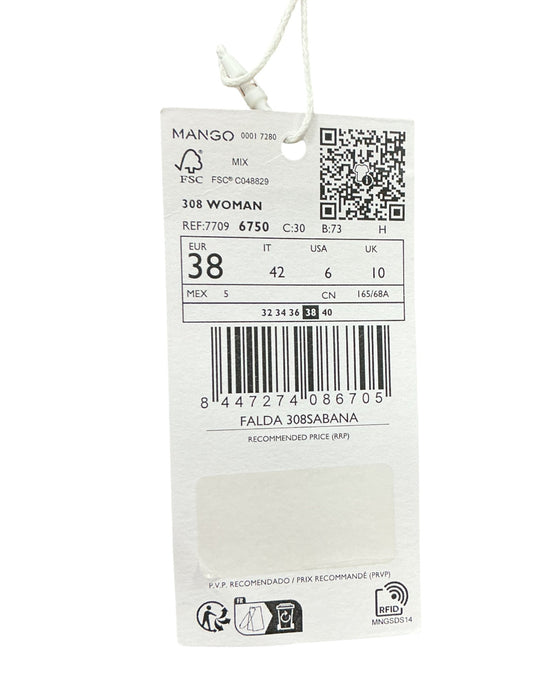 MANGO 0001 7280
MIX
FSC
FSC® C048829
308 WOMAN
REF:7709 6750 C:30 B:73 H
EUR IT USA UK
38 42 6 10
MEX 5 CN 165/68A
32 34 36 38 40
8 447274 086705
FALDA 308SABANA
RECOMMENDED PRICE (RRP)
P.V.P. RECOMENDADO / PRIX RECOMMANDÉ (PRVP)
FR
RFID
MNGSDS14